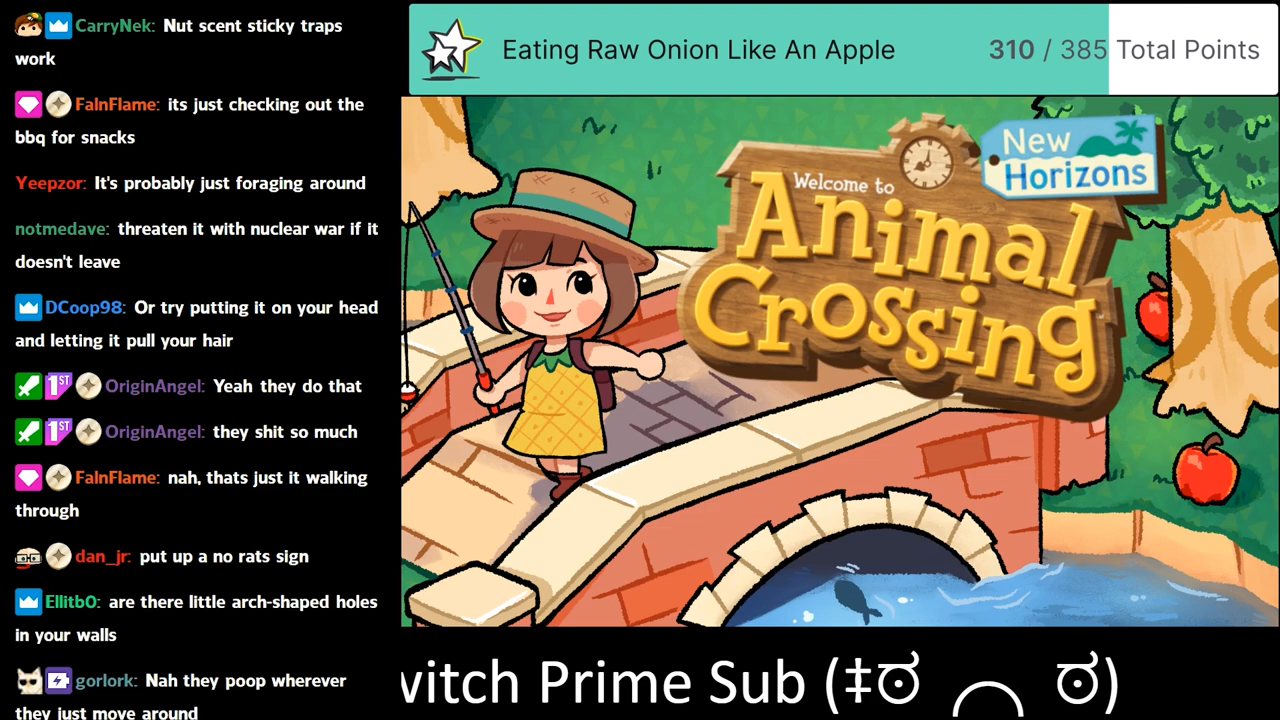 CarryNek: Nut scent sticky traps
work
FalnFlame: its just checking out the
bbq for snacks
Yeepzor: It's probably just foraging around
notmedave: threaten it with nuclear war if it
doesn't leave
DCoop98: Or try putting it on your head
and letting it pull your hair
1ST OriginAngel: Yeah they do that
1ST OriginAngel: they shit so much
FalnFlame: nah, thats just it walking
through
dan_jr: put up a no rats sign
EllitbO: are there little arch-shaped holes
in your walls
gorlork: Nah they poop wherever
they just move around
Eating Raw Onion Like An Apple 310 / 385 Total Points
New
Horizons
Welcome to
Animal
Crossing
witch Prime Sub (‡ಠ ╭╮ ಠ)